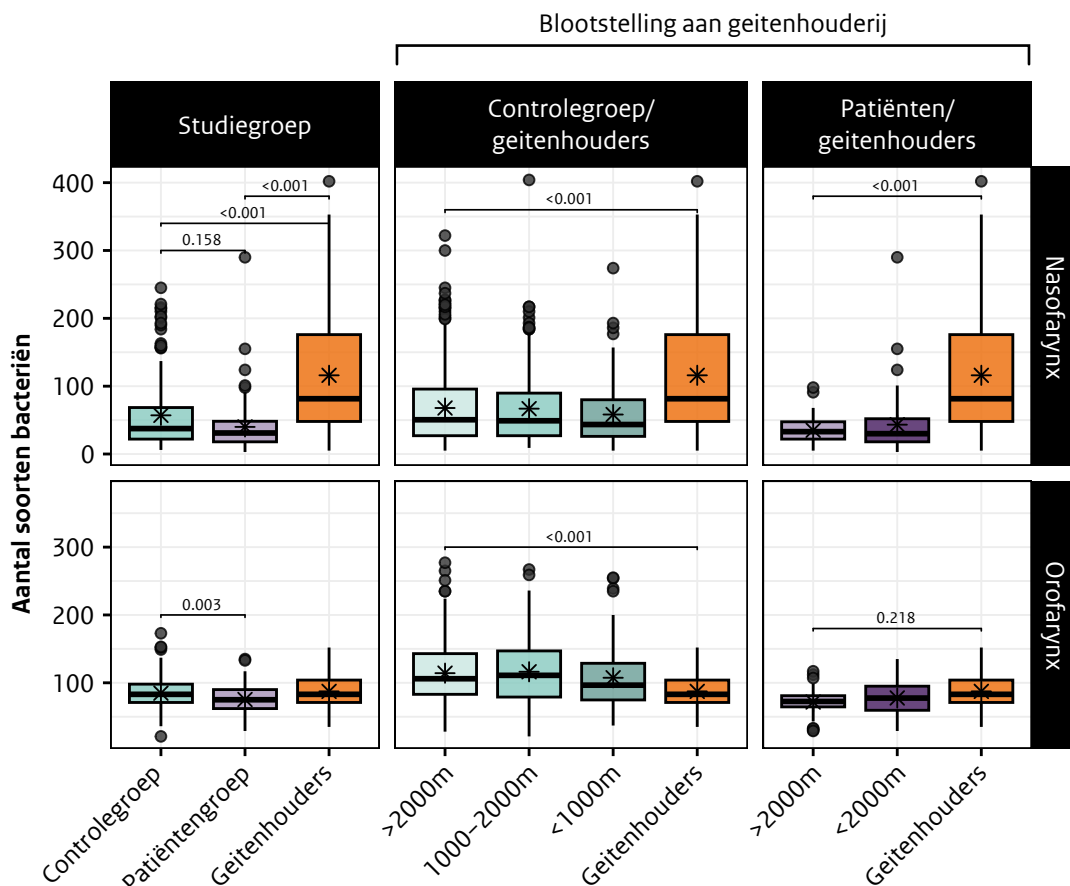 Blootstelling aan geitenhouderij
Studiegroep
Controlegroep/
geitenhouders
Patiënten/
geitenhouders
Aantal soorten bacteriën
400
300
200
100
0
<0.001
<0.001
0.158
<0.001
<0.001
Nasofarynx
300
200
100
0.003
<0.001
0.218
Orofarynx
Controlegroep
Patiëntengroep
Geitenhouders
>2000m
1000–2000m
<1000m
Geitenhouders
>2000m
<2000m
Geitenhouders